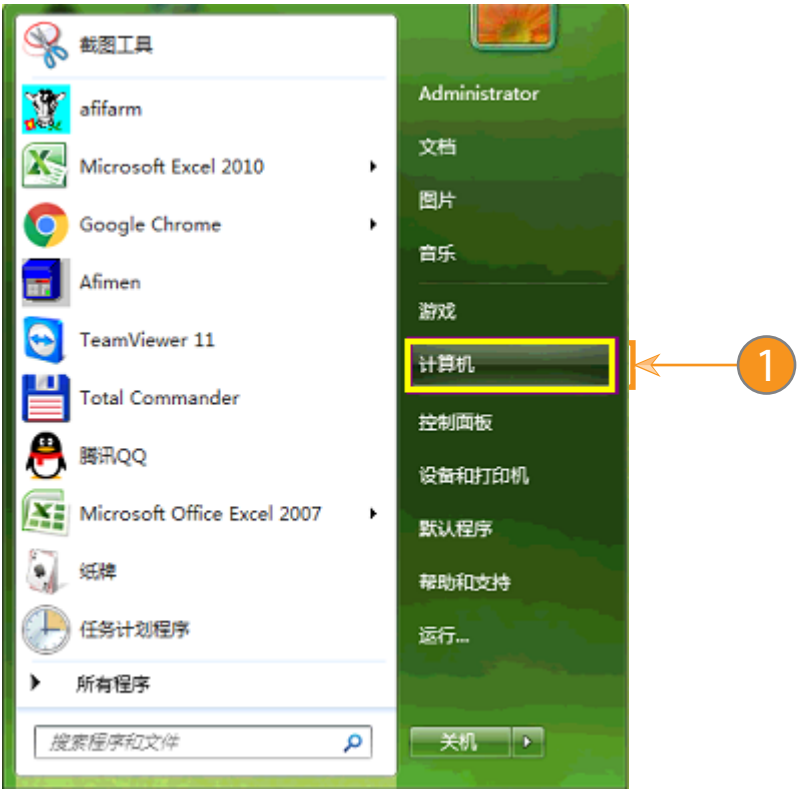 截图工具
afifarm
Microsoft Excel 2010
Google Chrome
Afimen
TeamViewer 11
Total Commander
腾讯QQ
Microsoft Office Excel 2007
纸牌
任务计划程序
所有程序
搜索程序和文件
Administrator
文档
图片
音乐
游戏
计算机
1
控制面板
设备和打印机
默认程序
帮助和支持
运行...
关机